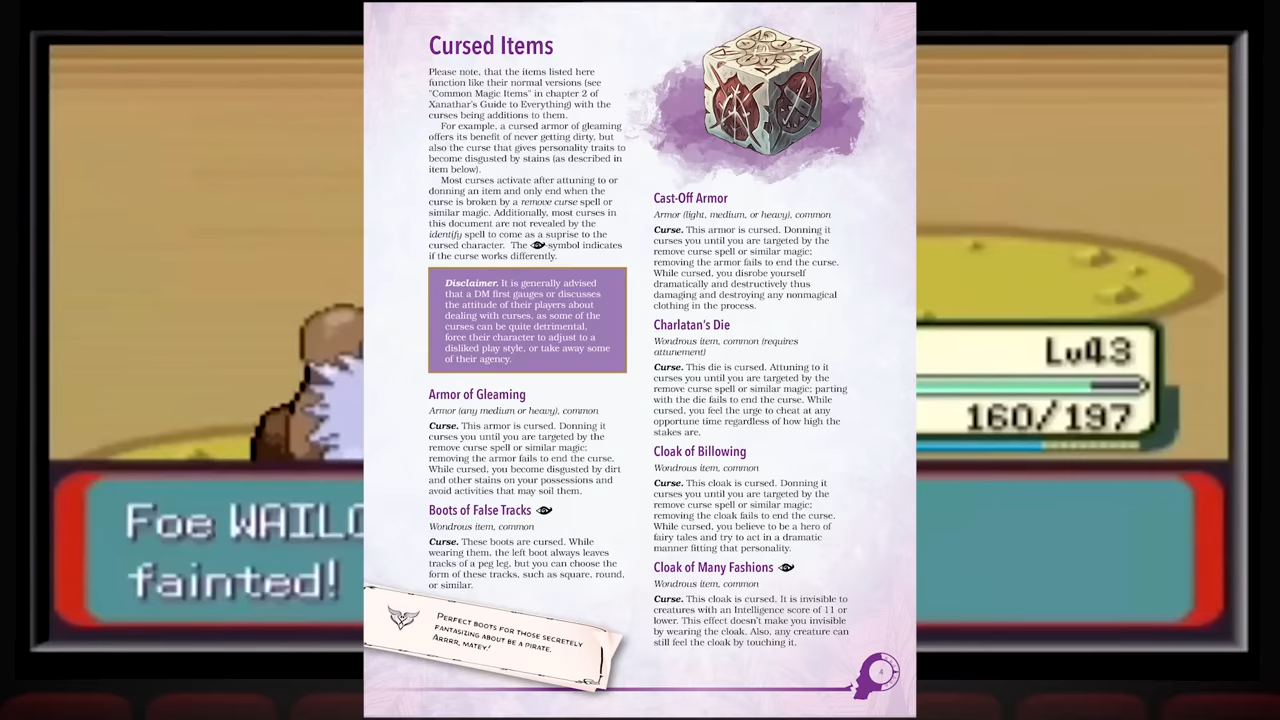 Cursed Items
Please note, that the items listed here
function like their normal versions (see
"Common Magic Items" in chapter 2 of
Xanathar's Guide to Everything) with the
curses being additions to them.
For example, a cursed armor of gleaming
offers its benefit of never getting dirty, but
also the curse that gives personality traits to
become disgusted by stains (as described in
item below).
Most curses activate after attuning to or
donning an item and only end when the
curse is broken by a remove curse spell or
similar magic. Additionally, most curses in
this document are not revealed by the
identify spell to come as a suprise to the
cursed character. The -symbol indicates
if the curse works differently.
Disclaimer. It is generally advised
that a DM first gauges or discusses
the attitude of their players about
dealing with curses, as some of the
curses can be quite detrimental,
force their character to adjust to a
disliked play style, or take away some
of their agency.
Armor of Gleaming
Armor (any medium or heavy), common
Curse. This armor is cursed. Donning it
curses you until you are targeted by the
remove curse spell or similar magic;
removing the armor fails to end the curse.
While cursed, you become disgusted by dirt
and other stains on your possessions and
avoid activities that may soil them.
Boots of False Tracks
Wondrous item, common
Curse. These boots are cursed. While
wearing them, the left boot always leaves
tracks of a peg leg, but you can choose the
form of these tracks, such as square, round,
or similar.
Perfect boots for those secretely
fantasizing about be a pirate.
Arrrr, matey!
Cast-Off Armor
Armor (light, medium, or heavy), common
Curse. This armor is cursed. Donning it
curses you until you are targeted by the
remove curse spell or similar magic;
removing the armor fails to end the curse.
While cursed, you disrobe yourself
dramatically and destructively thus
damaging and destroying any nonmagical
clothing in the process.
Charlatan's Die
Wondrous item, common (requires
attunement)
Curse. This die is cursed. Attuning to it
curses you until you are targeted by the
remove curse spell or similar magic; parting
with the die fails to end the curse. While
cursed, you feel the urge to cheat at any
opportune time regardless of how high the
stakes are.
Cloak of Billowing
Wondrous item, common
Curse. This cloak is cursed. Donning it
curses you until you are targeted by the
remove curse spell or similar magic;
removing the cloak fails to end the curse.
While cursed, you believe to be a hero of
fairy tales and try to act in a dramatic
manner fitting that personality.
Cloak of Many Fashions
Wondrous item, common
Curse. This cloak is cursed. It is invisible to
creatures with an Intelligence score of 11 or
lower. This effect doesn't make you invisible
by wearing the cloak. Also, any creature can
still feel the cloak by touching it.
4
Lv43
160/197
Foe WAILO
fainted!